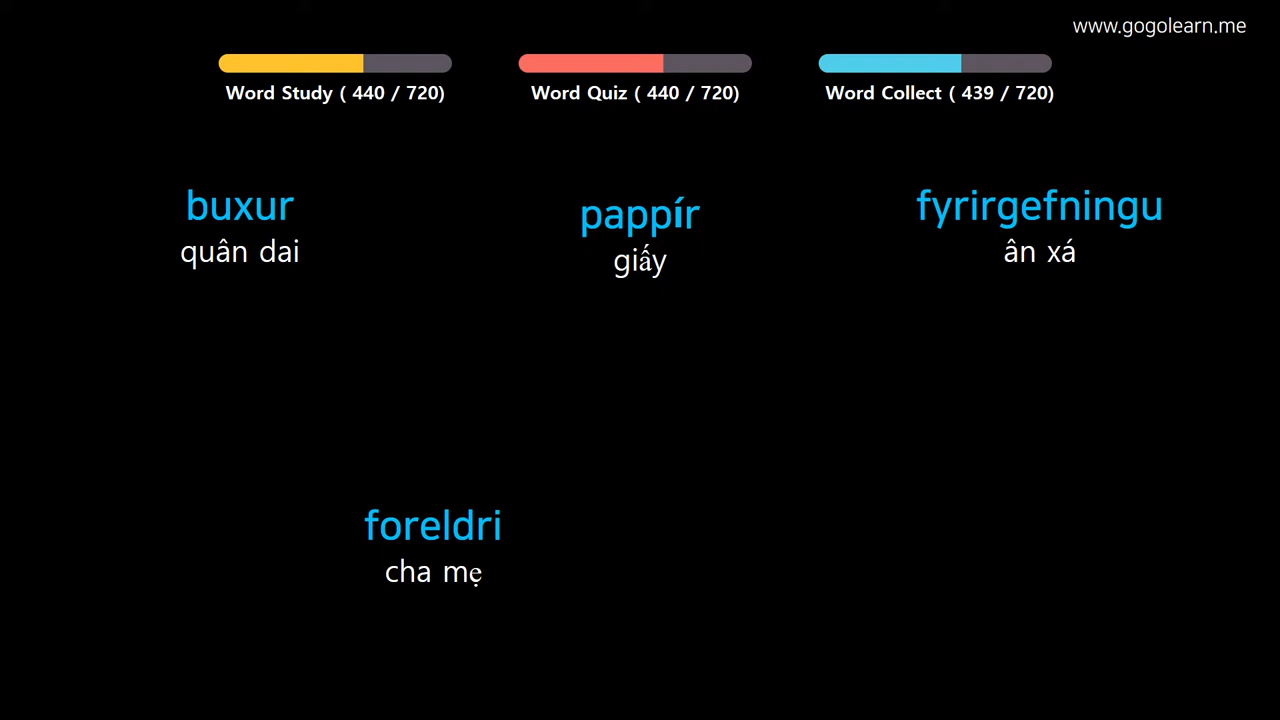 www.gogolearn.me
Word Study ( 440 / 720)
Word Quiz ( 440 / 720)
Word Collect ( 439 / 720)
buxur
quân dai
pappír
giấy
fyrirgefningu
ân xá
foreldri
cha mẹ